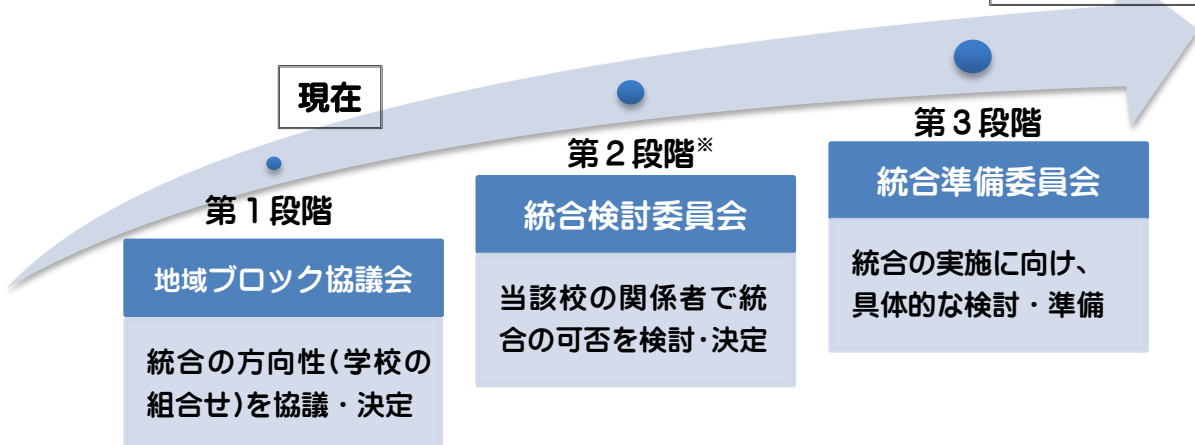 現在
第１段階
地域ブロック協議会
統合の方向性(学校の
組合せ)を協議・決定
第２段階※
統合検討委員会
当該校の関係者で統
合の可否を検討・決定
第３段階
統合準備委員会
統合の実施に向け、
具体的な検討・準備